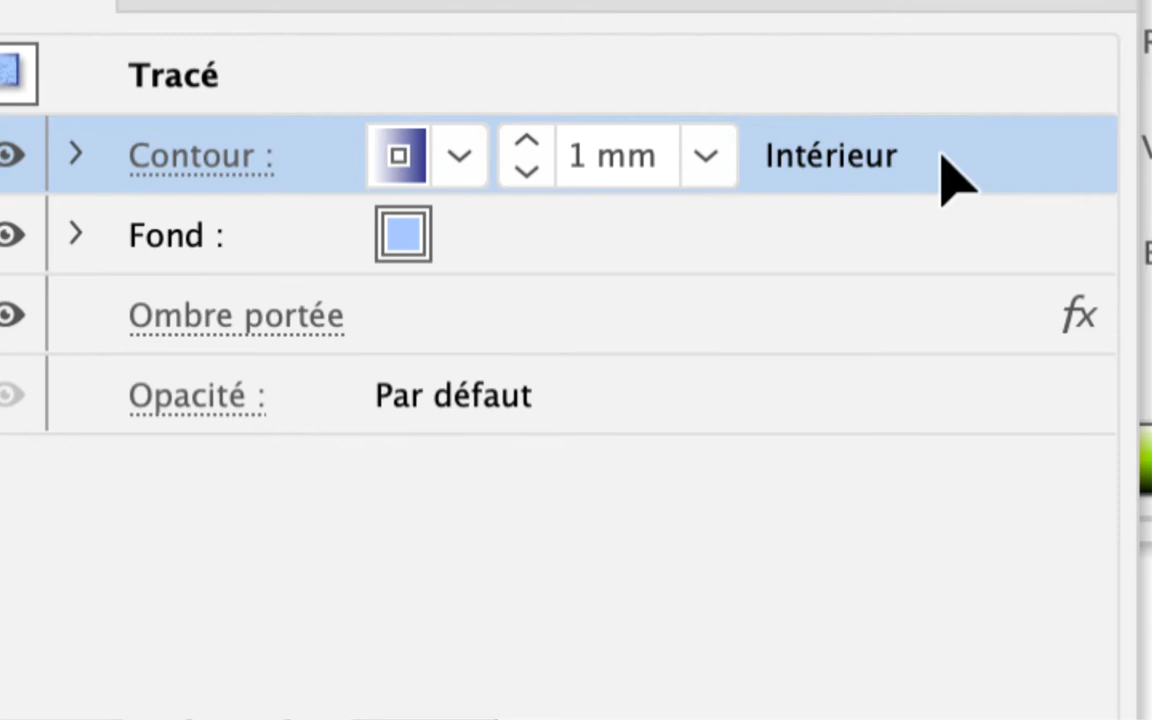 Tracé
Contour : 1 mm Intérieur
Fond :
Ombre portée fx
Opacité : Par défaut